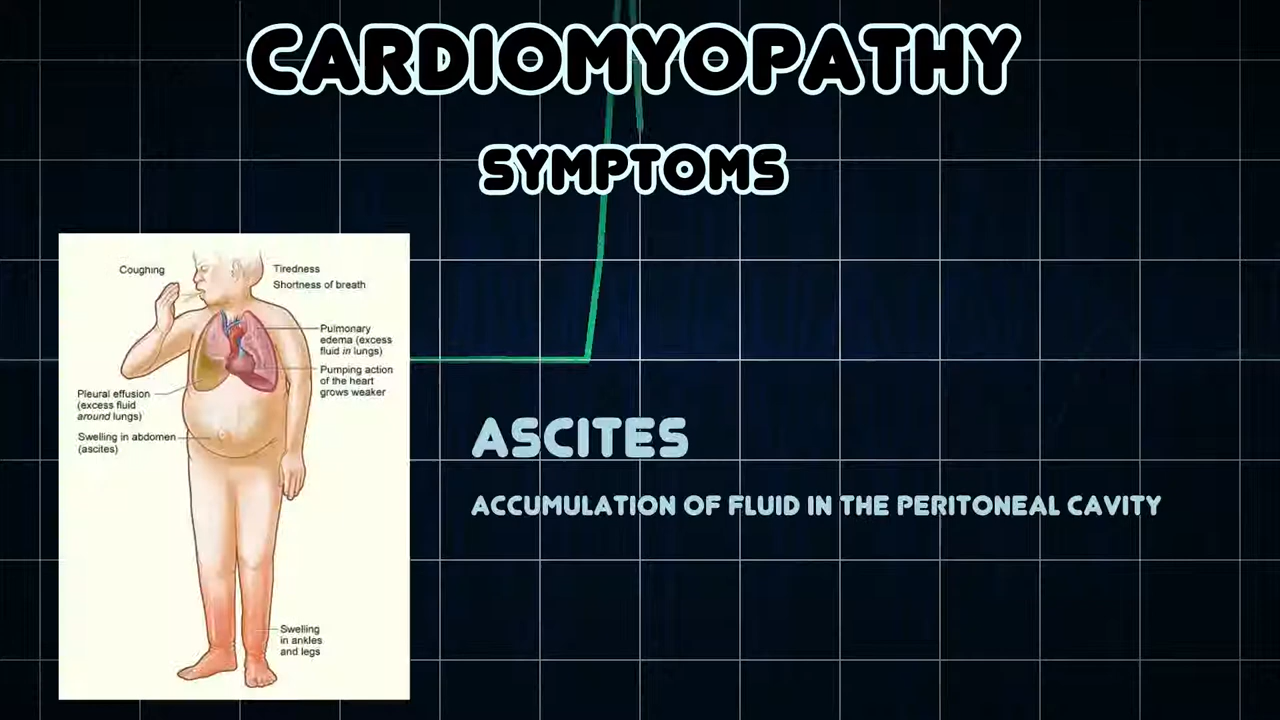 CARDIOMYOPATHY
SYMPTOMS
Coughing
Tiredness
Shortness of breath
Pulmonary
edema (excess
fluid in lungs)
Pumping action
of the heart
grows weaker
Pleural effusion
(excess fluid
around lungs)
Swelling in abdomen
(ascites)
Swelling
in ankles
and legs
ASCITES
ACCUMULATION OF FLUID IN THE PERITONEAL CAVITY